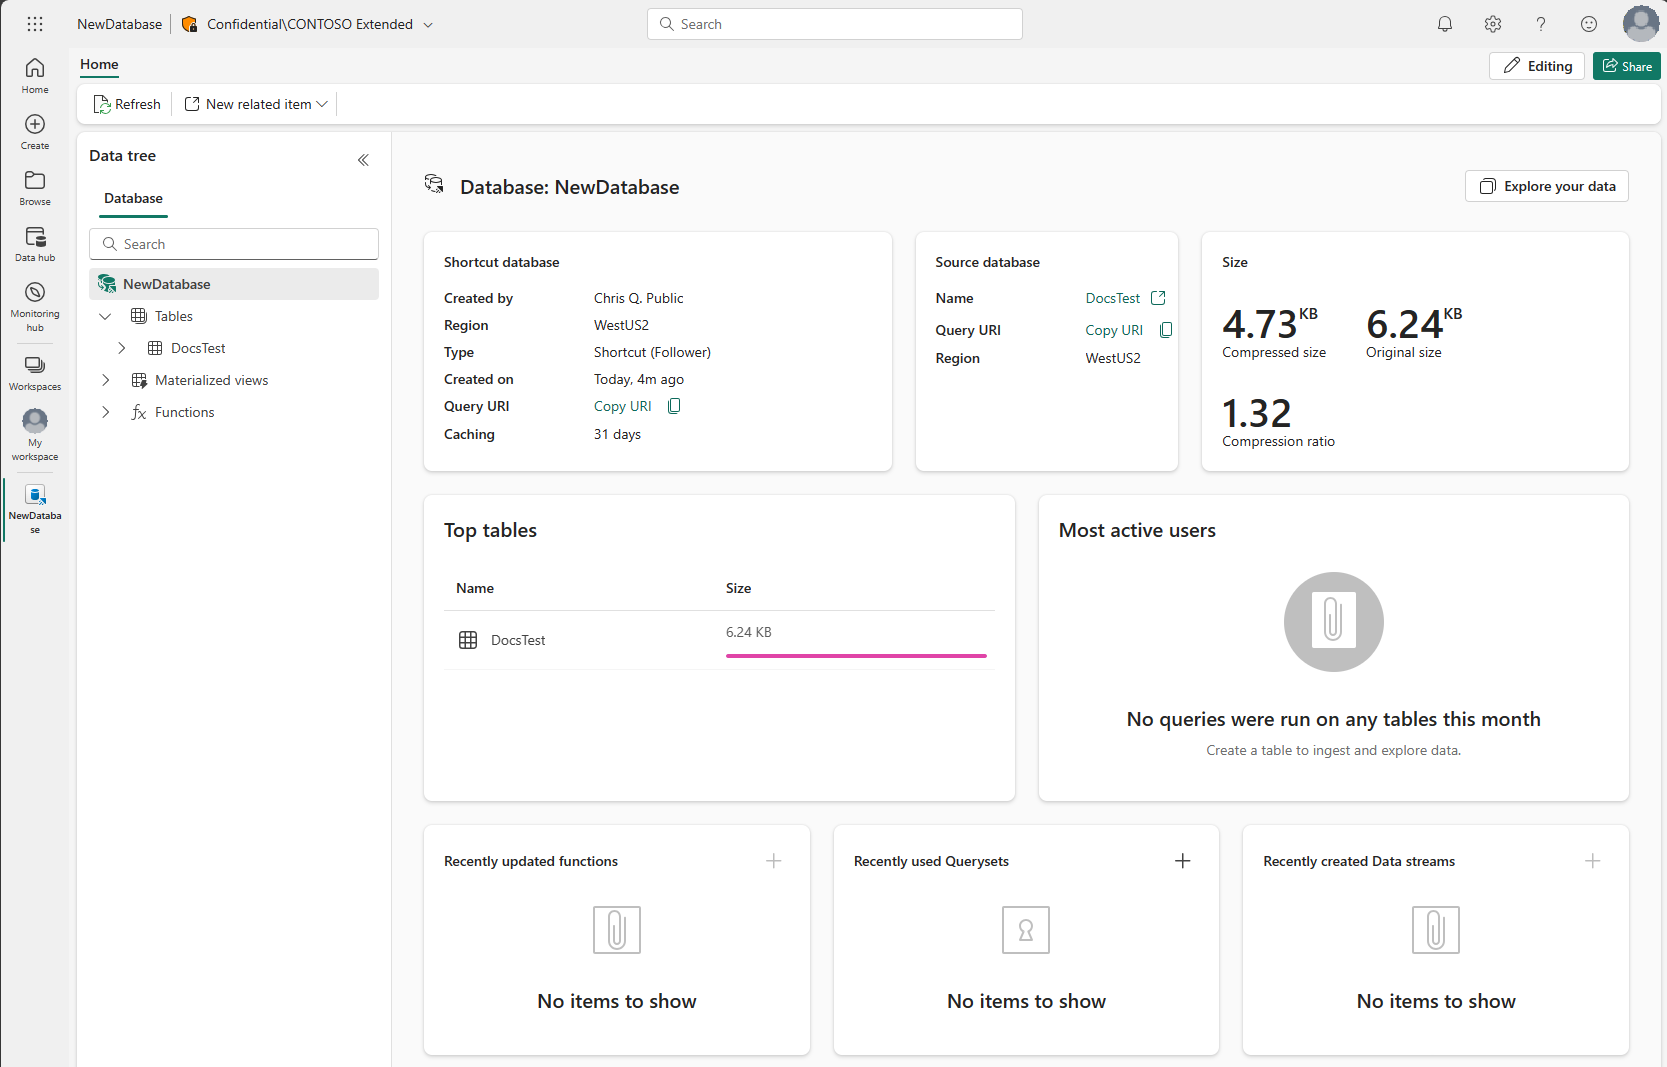 NewDatabase
Confidential\CONTOSO Extended
Search
Home
Editing
Share
Refresh
New related item
Home
Create
Browse
Data hub
Monitoring
hub
Workspaces
My
workspace
NewDataba
se
Data tree
Database
Search
NewDatabase
Tables
DocsTest
Materialized views
Functions
Database: NewDatabase
Explore your data
Shortcut database
Created by Chris Q. Public
Region WestUS2
Type Shortcut (Follower)
Created on Today, 4m ago
Query URI Copy URI
Caching 31 days
Source database
Name DocsTest
Query URI Copy URI
Region WestUS2
Size
4.73 KB
Compressed size
6.24 KB
Original size
1.32
Compression ratio
Top tables
Name Size
DocsTest 6.24 KB
Most active users
No queries were run on any tables this month
Create a table to ingest and explore data.
Recently updated functions
No items to show
Recently used Querysets
No items to show
Recently created Data streams
No items to show